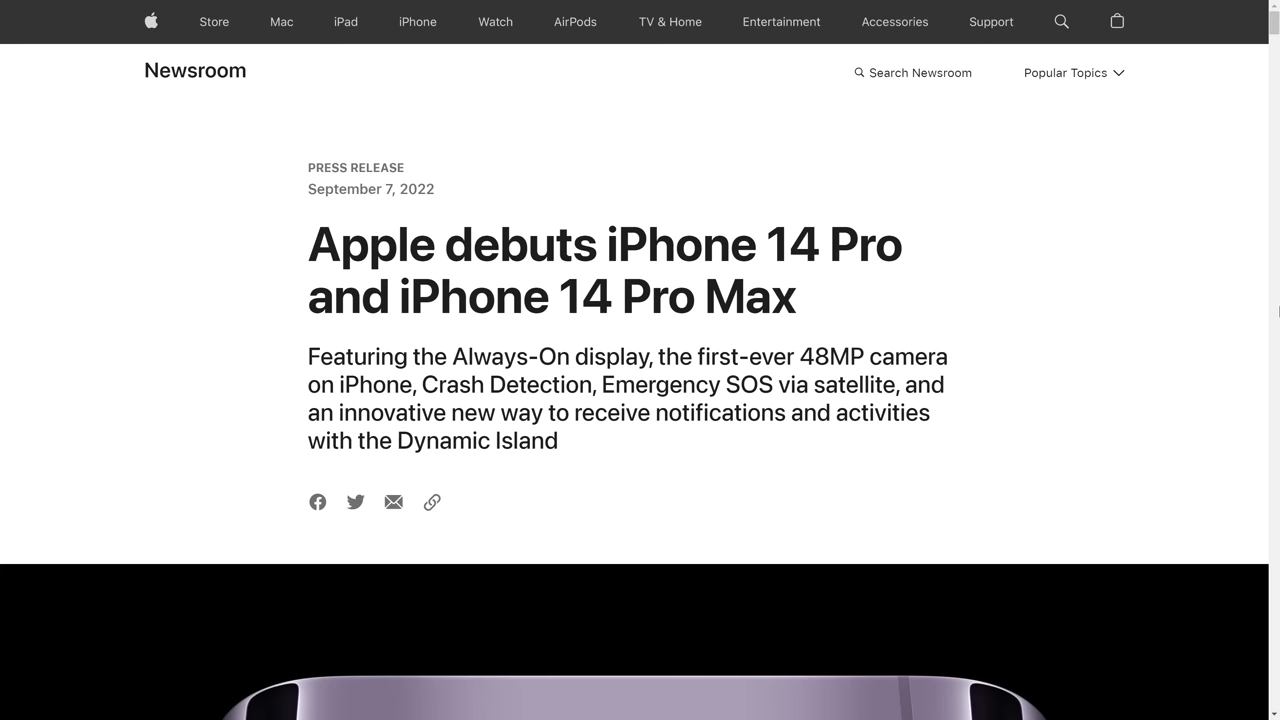 Store Mac iPad iPhone Watch AirPods TV & Home Entertainment Accessories Support
Newsroom
Search Newsroom
Popular Topics
PRESS RELEASE
September 7, 2022
Apple debuts iPhone 14 Pro
and iPhone 14 Pro Max
Featuring the Always-On display, the first-ever 48MP camera
on iPhone, Crash Detection, Emergency SOS via satellite, and
an innovative new way to receive notifications and activities
with the Dynamic Island